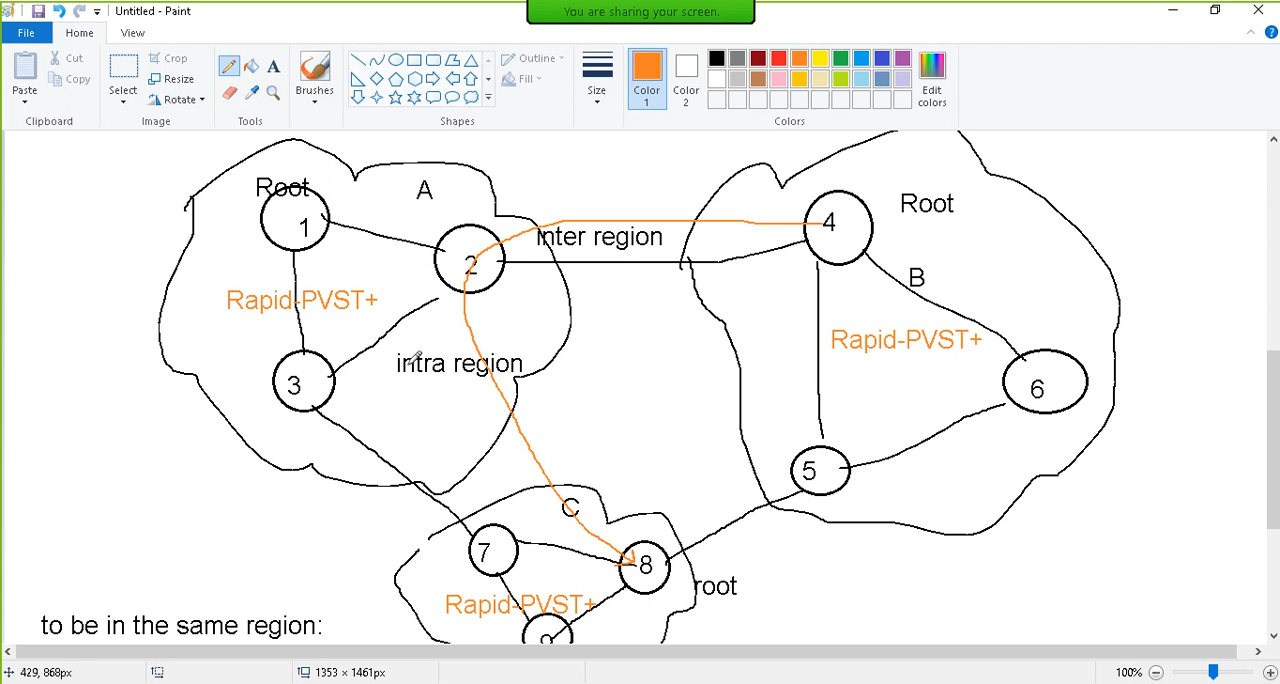 You are sharing your screen.
Untitled - Paint
File Home View
Paste Cut Copy
Clipboard
Select Crop Resize Rotate
Image
A
Tools
Brushes
Outline Fill
Shapes
Size
Color 1
Color 2
Edit colors
Colors
Root A
1
2
inter region
Rapid-PVST+
intra region
3
Root
4
B
Rapid-PVST+
6
5
C
7
8
root
Rapid-PVST+
9
to be in the same region:
429, 868px
1353 × 1461px
100%